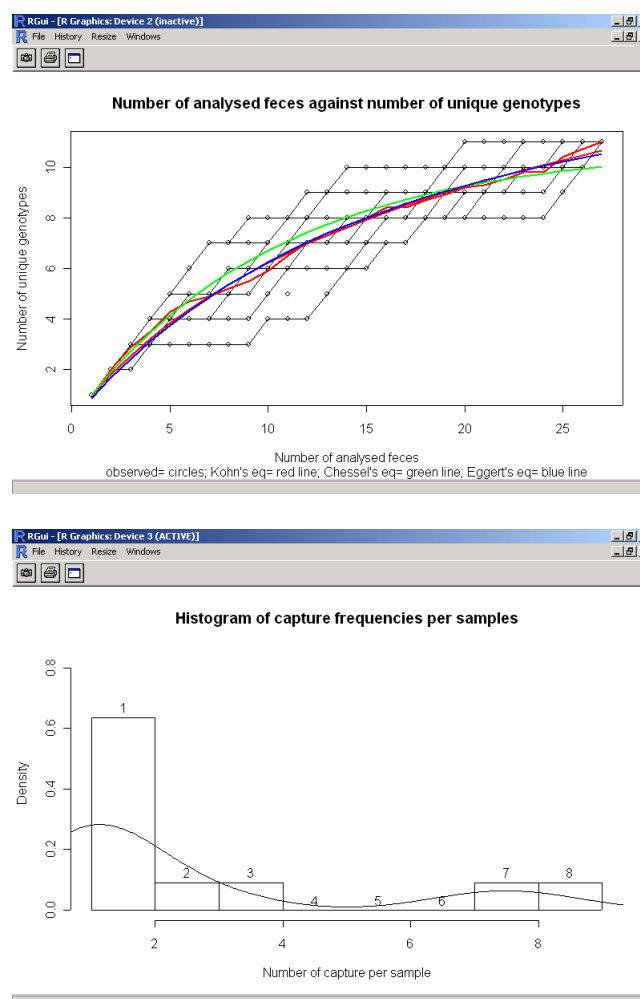 RGui - [R Graphics: Device 2 (inactive)]
File History Resize Windows
Number of analysed feces against number of unique genotypes
Number of unique genotypes
10
8
6
4
2
0 5 10 15 20 25
Number of analysed feces
observed= circles; Kohn's eq= red line; Chessel's eq= green line; Eggert's eq= blue line
RGui - [R Graphics: Device 3 (ACTIVE)]
File History Resize Windows
Histogram of capture frequencies per samples
Density
0.8
0.6
0.4
0.2
0.0
1
2 3 4 5 6 7 8
2 4 6 8
Number of capture per sample